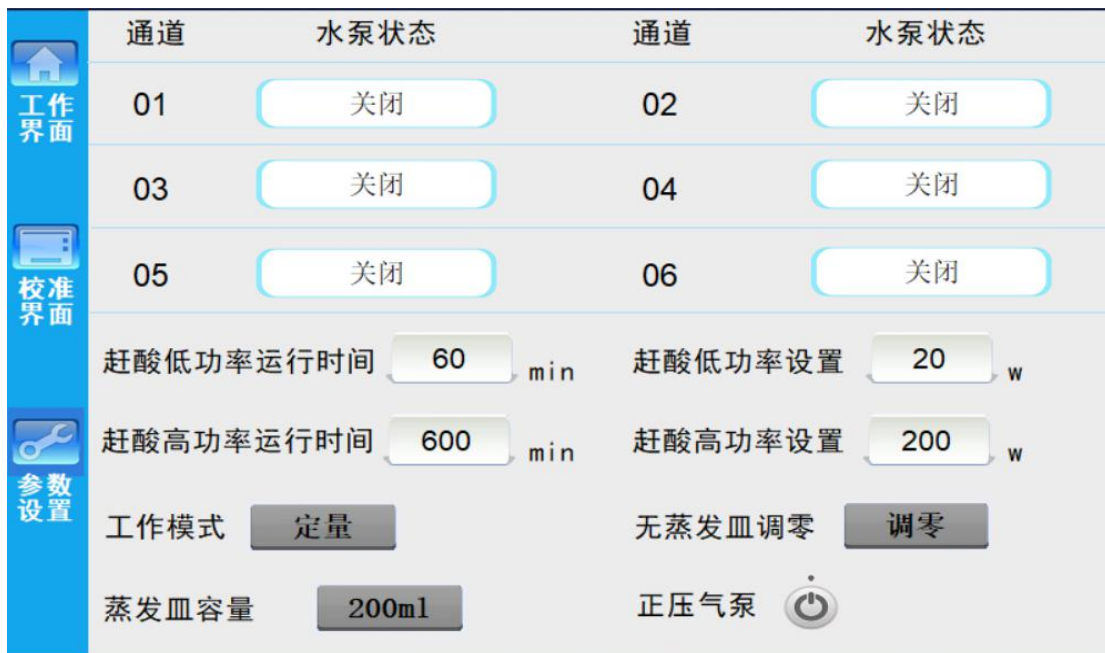 通道 水泵状态 通道 水泵状态
工作
界面
01 关闭 02 关闭
03 关闭 04 关闭
校准
界面
05 关闭 06 关闭
赶酸低功率运行时间 60 min 赶酸低功率设置 20 w
赶酸高功率运行时间 600 min 赶酸高功率设置 200 w
参数
设置
工作模式 定量 无蒸发皿调零 调零
蒸发皿容量 200ml 正压气泵